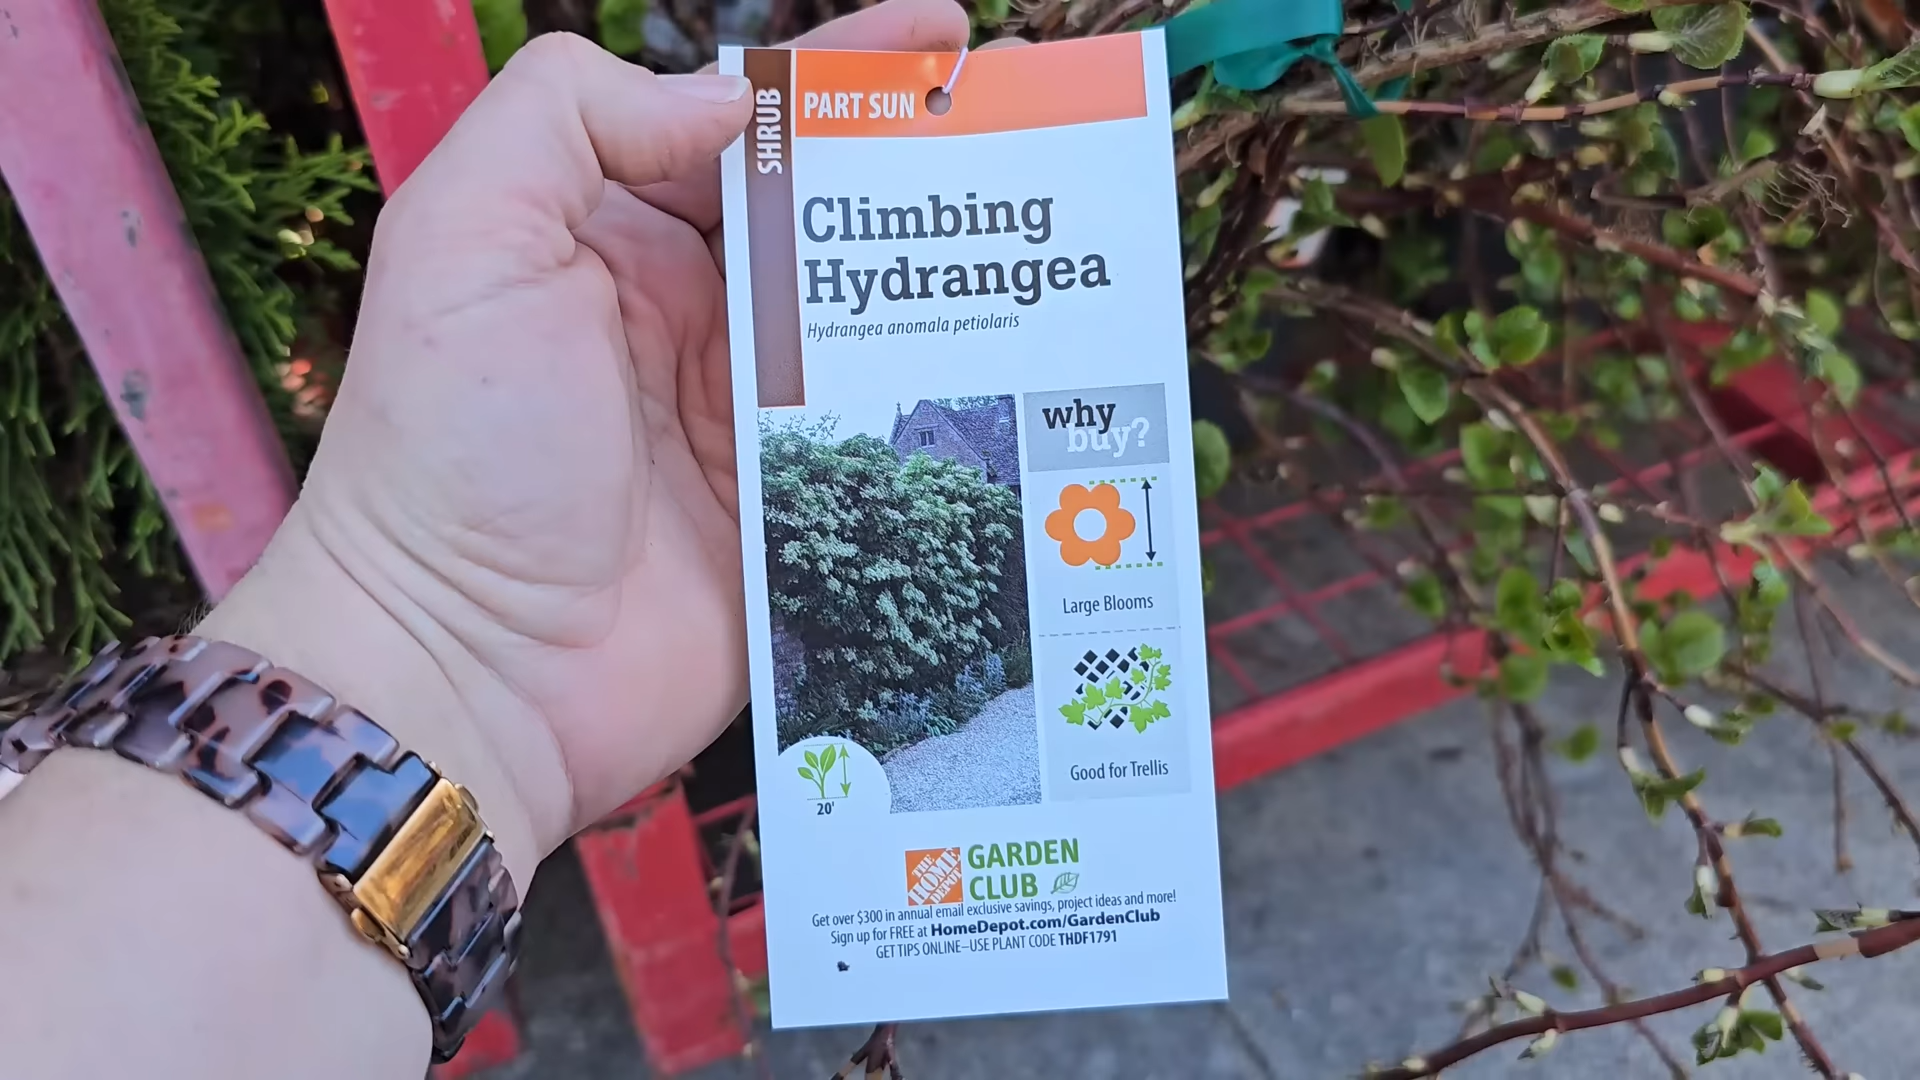 SHRUB
PART SUN
Climbing
Hydrangea
Hydrangea anomala petiolaris
why
buy?
Large Blooms
Good for Trellis
20'
THE
HOME
DEPOT
GARDEN
CLUB
Get over $300 in annual email exclusive savings, project ideas and more!
Sign up for FREE at HomeDepot.com/GardenClub
GET TIPS ONLINE–USE PLANT CODE THDF1791